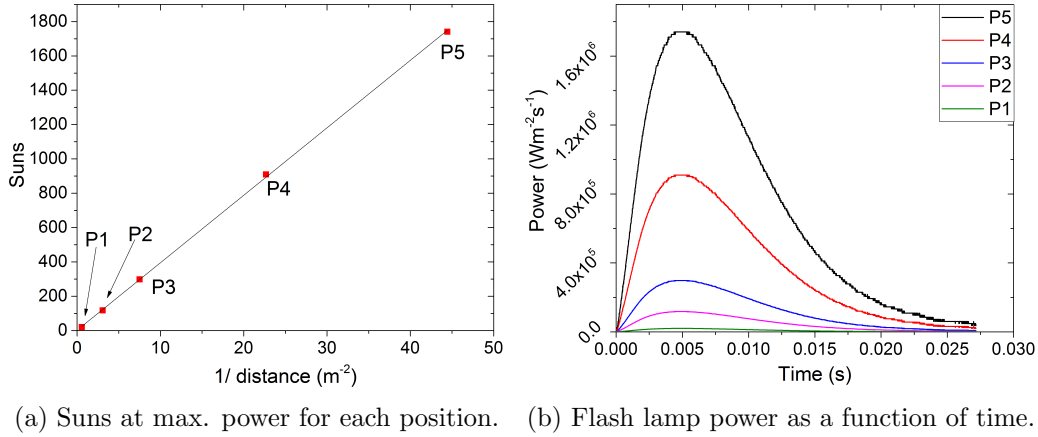 1800
1600
1400
1200
1000
800
600
400
200
0
Suns
P1
P2
P3
P4
P5
0 10 20 30 40 50
1/ distance (m⁻²)
P5
P4
P3
P2
P1
1.6x10⁶
1.2x10⁶
8.0x10⁵
4.0x10⁵
0.0
Power (Wm⁻²s⁻¹)
0.000 0.005 0.010 0.015 0.020 0.025 0.030
Time (s)
(a) Suns at max. power for each position.
(b) Flash lamp power as a function of time.